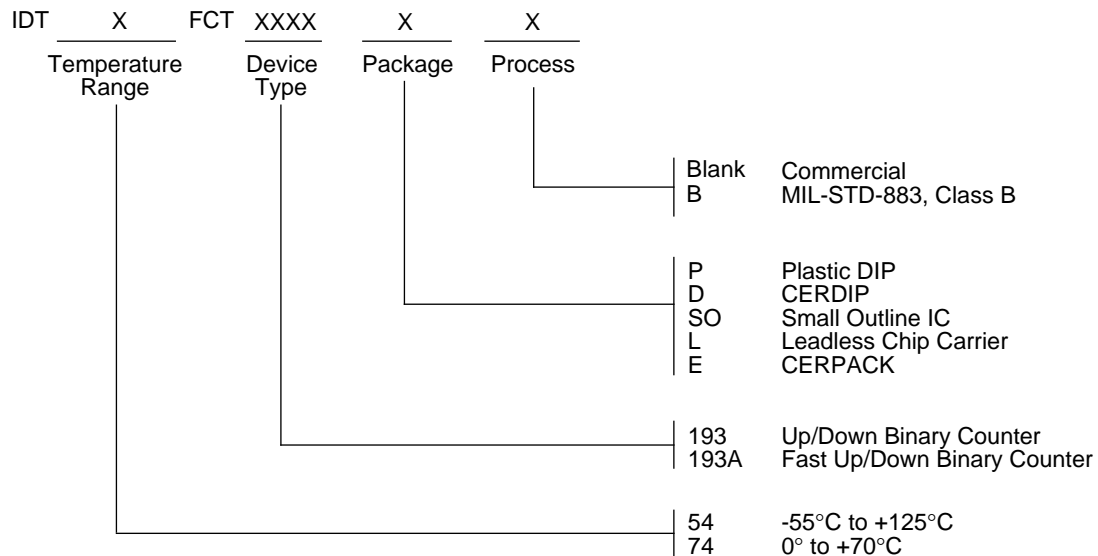 IDT X FCT XXXX X X
Temperature Range
Device Type
Package
Process
Blank Commercial
B MIL-STD-883, Class B
P Plastic DIP
D CERDIP
SO Small Outline IC
L Leadless Chip Carrier
E CERPACK
193 Up/Down Binary Counter
193A Fast Up/Down Binary Counter
54 -55°C to +125°C
74 0° to +70°C